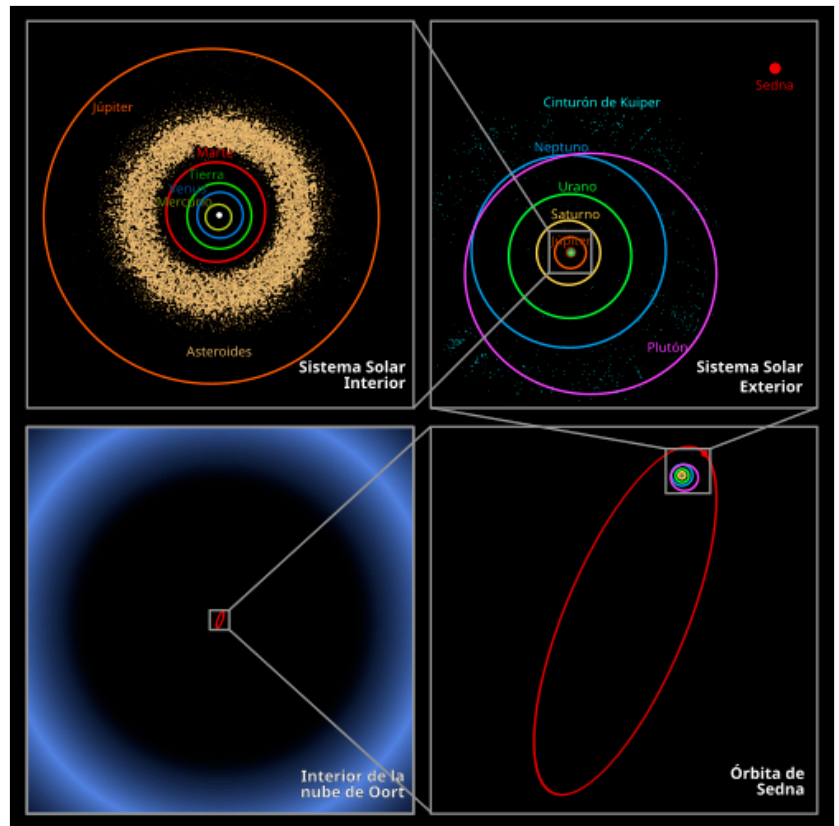 Júpiter
Marte
Tierra
Venus
Mercurio
Asteroides
Sistema Solar
Interior
Sedna
Cinturón de Kuiper
Neptuno
Urano
Saturno
Júpiter
Plutón
Sistema Solar
Exterior
Interior de la
nube de Oort
Órbita de
Sedna